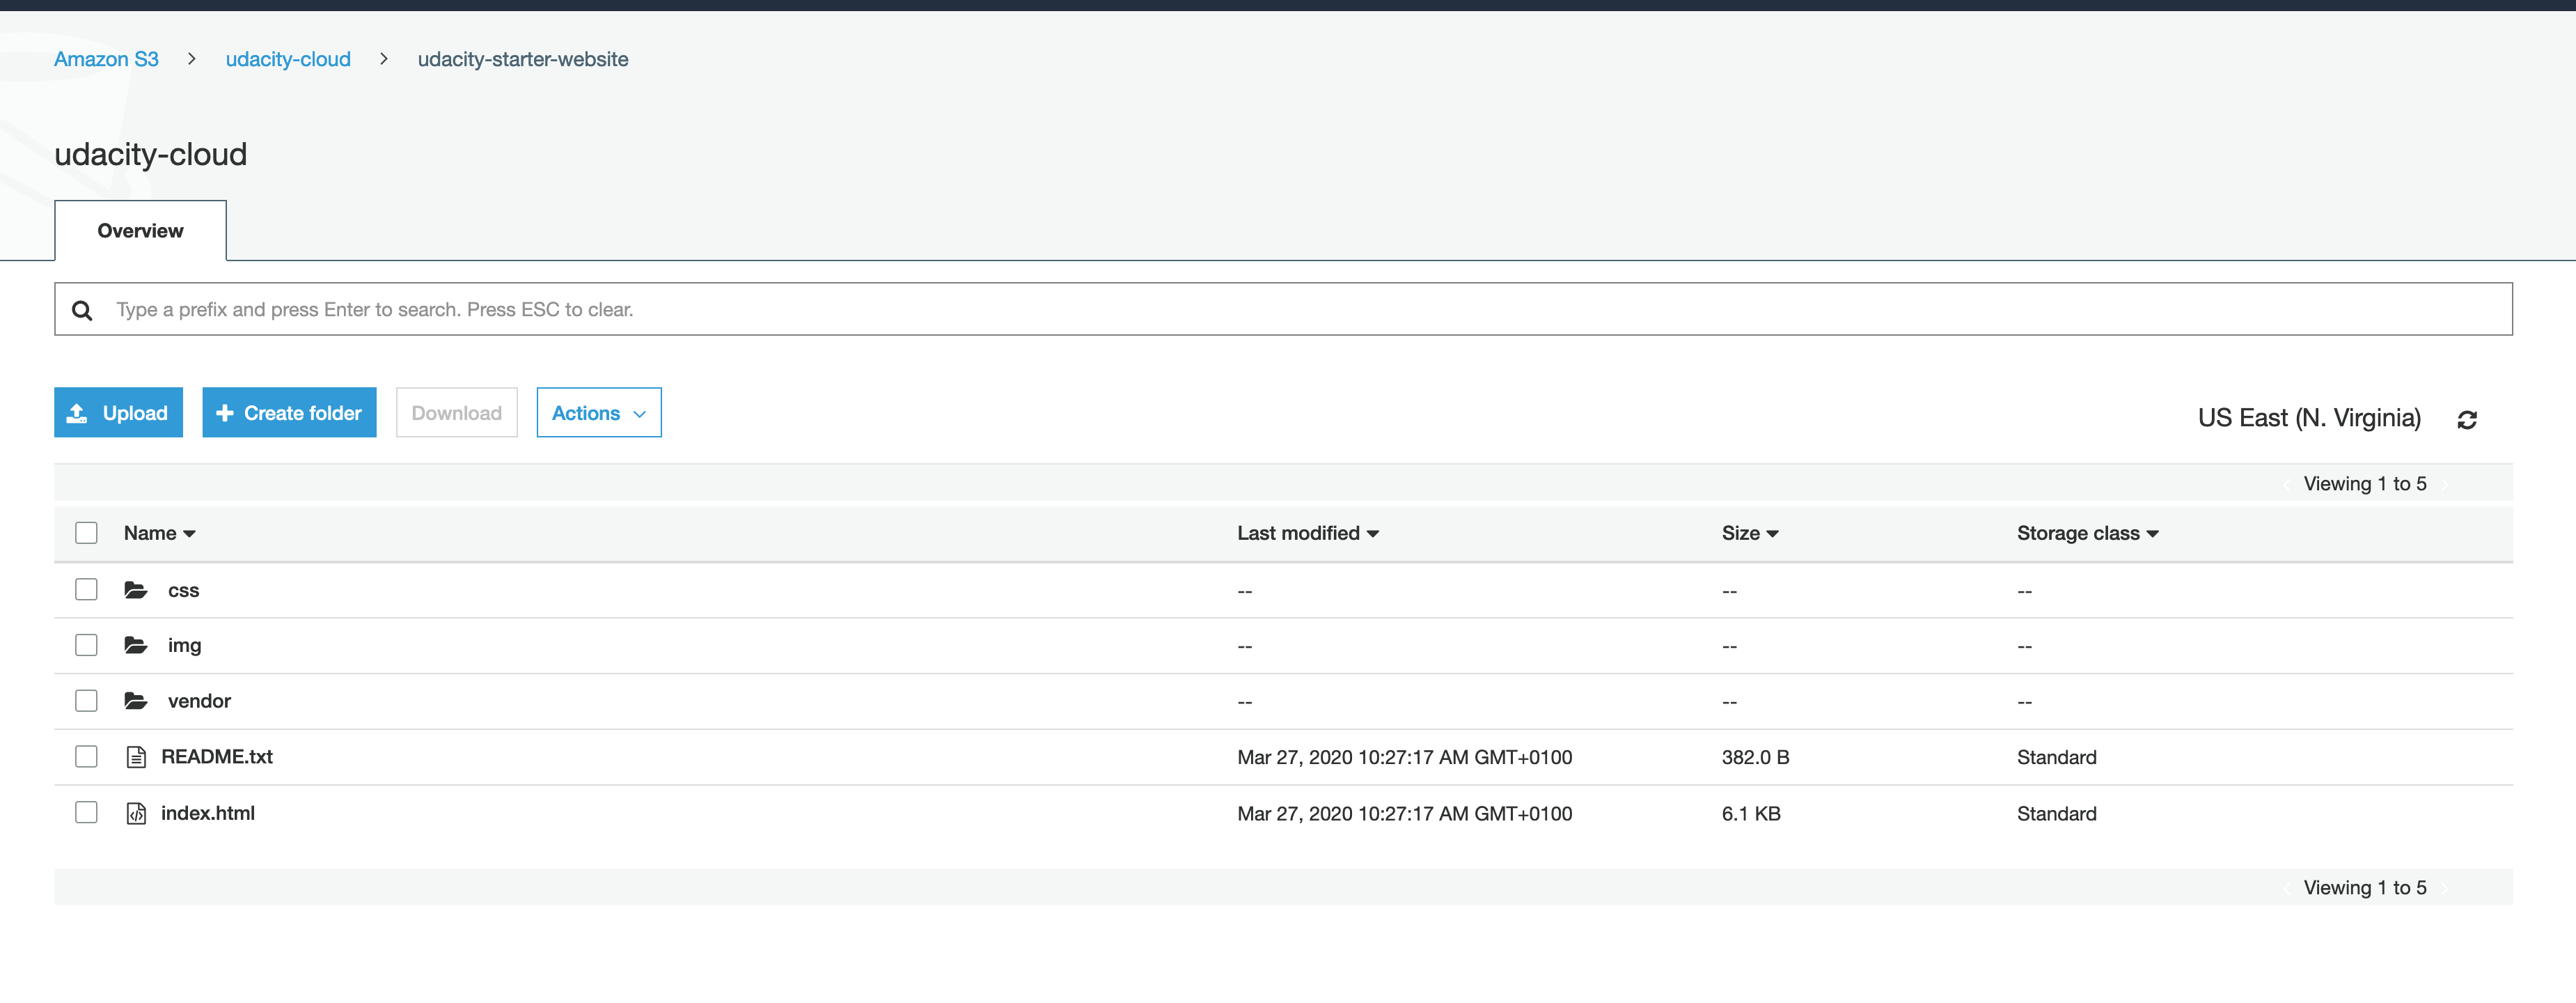 Amazon S3 > udacity-cloud > udacity-starter-website
udacity-cloud
Overview
Type a prefix and press Enter to search. Press ESC to clear.
Upload + Create folder Download Actions
US East (N. Virginia)
Viewing 1 to 5
Name Last modified Size Storage class
css -- -- --
img -- -- --
vendor -- -- --
README.txt Mar 27, 2020 10:27:17 AM GMT+0100 382.0 B Standard
index.html Mar 27, 2020 10:27:17 AM GMT+0100 6.1 KB Standard
Viewing 1 to 5